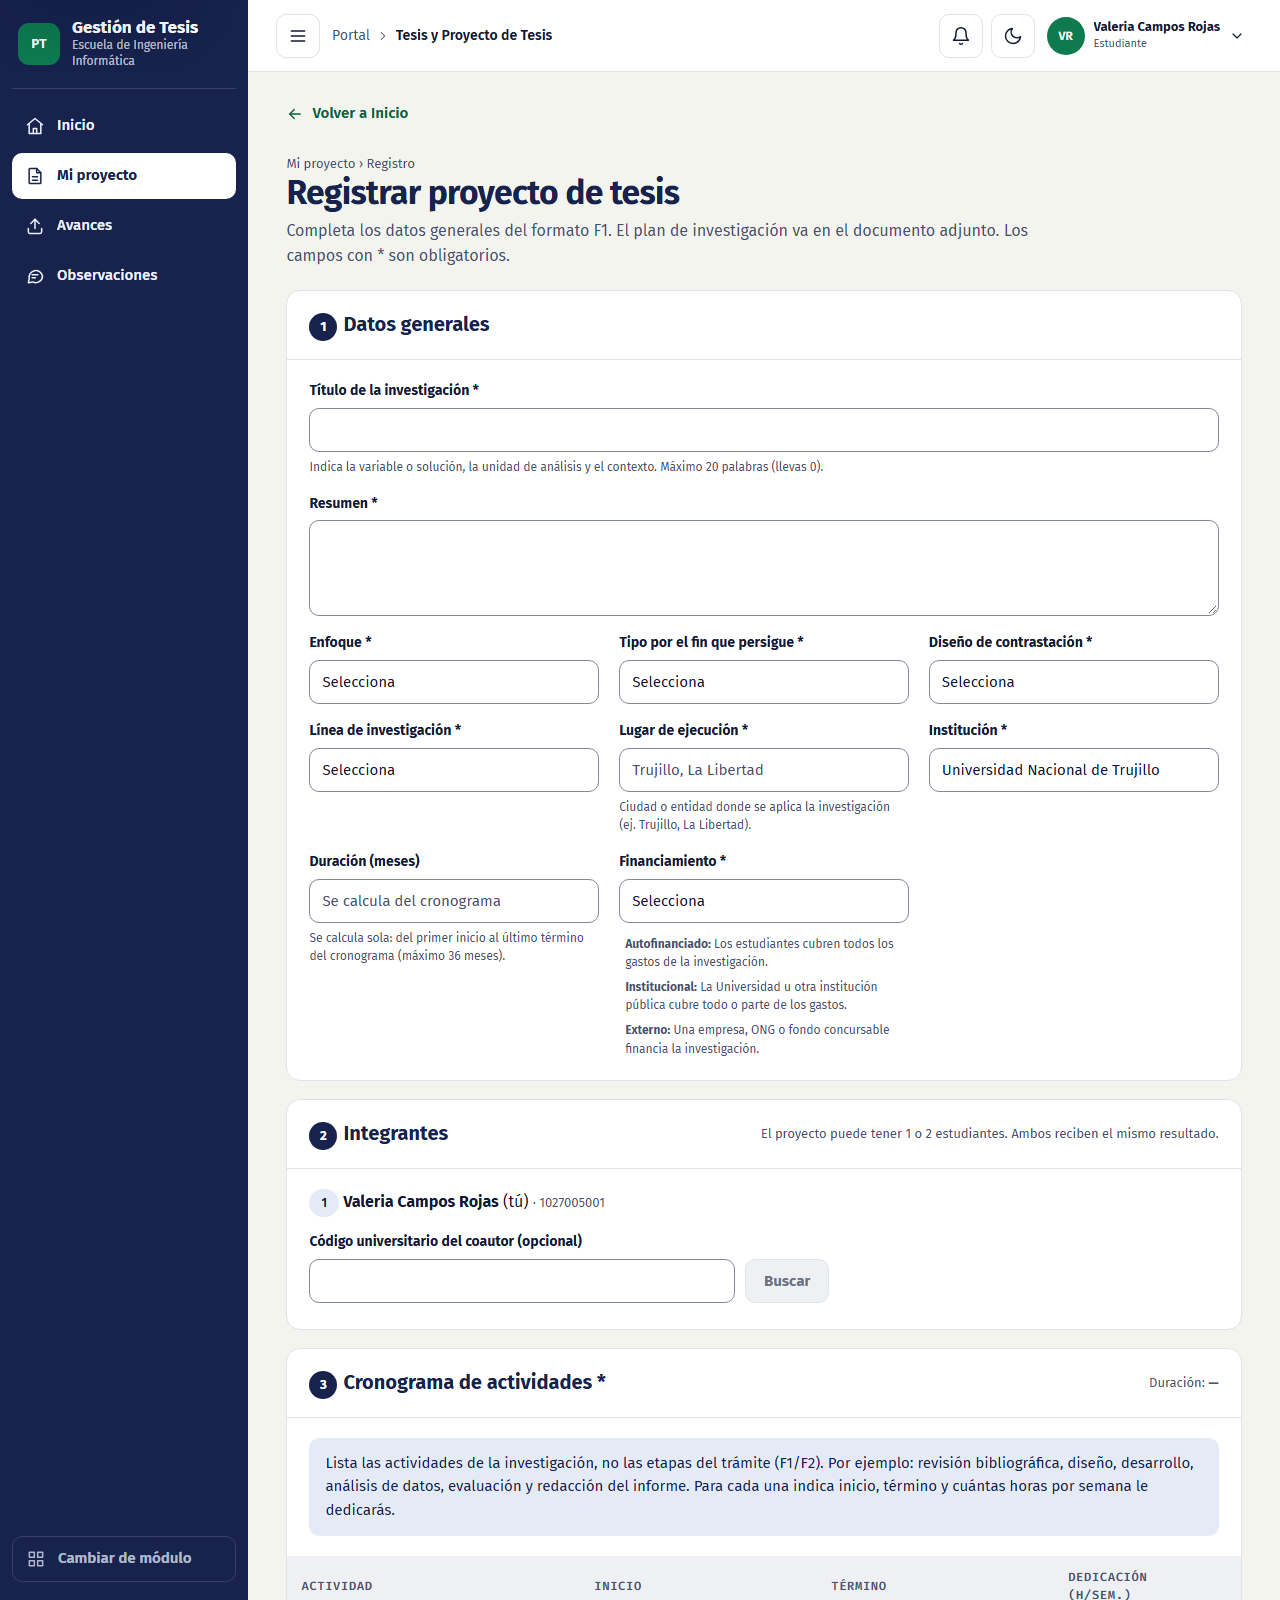 PT
Gestión de Tesis
Escuela de Ingeniería
Informática
Inicio
Mi proyecto
Avances
Observaciones
Cambiar de módulo
Portal
Tesis y Proyecto de Tesis
VR
Valeria Campos Rojas
Estudiante
Volver a Inicio
Mi proyecto › Registro
Registrar proyecto de tesis
Completa los datos generales del formato F1. El plan de investigación va en el documento adjunto. Los
campos con * son obligatorios.
1 Datos generales
Título de la investigación *
Indica la variable o solución, la unidad de análisis y el contexto. Máximo 20 palabras (llevas 0).
Resumen *
Enfoque * Tipo por el fin que persigue * Diseño de contrastación *
Selecciona Selecciona Selecciona
Línea de investigación * Lugar de ejecución * Institución *
Selecciona Trujillo, La Libertad Universidad Nacional de Trujillo
Ciudad o entidad donde se aplica la investigación
(ej. Trujillo, La Libertad).
Duración (meses) Financiamiento *
Se calcula del cronograma Selecciona
Se calcula sola: del primer inicio al último término
del cronograma (máximo 36 meses).
Autofinanciado: Los estudiantes cubren todos los
gastos de la investigación.
Institucional: La Universidad u otra institución
pública cubre todo o parte de los gastos.
Externo: Una empresa, ONG o fondo concursable
financia la investigación.
2 Integrantes
El proyecto puede tener 1 o 2 estudiantes. Ambos reciben el mismo resultado.
1 Valeria Campos Rojas (tú) · 1027005001
Código universitario del coautor (opcional)
Buscar
3 Cronograma de actividades *
Duración: —
Lista las actividades de la investigación, no las etapas del trámite (F1/F2). Por ejemplo: revisión bibliográfica, diseño, desarrollo,
análisis de datos, evaluación y redacción del informe. Para cada una indica inicio, término y cuántas horas por semana le
dedicarás.
ACTIVIDAD INICIO TÉRMINO DEDICACIÓN
(H/SEM.)